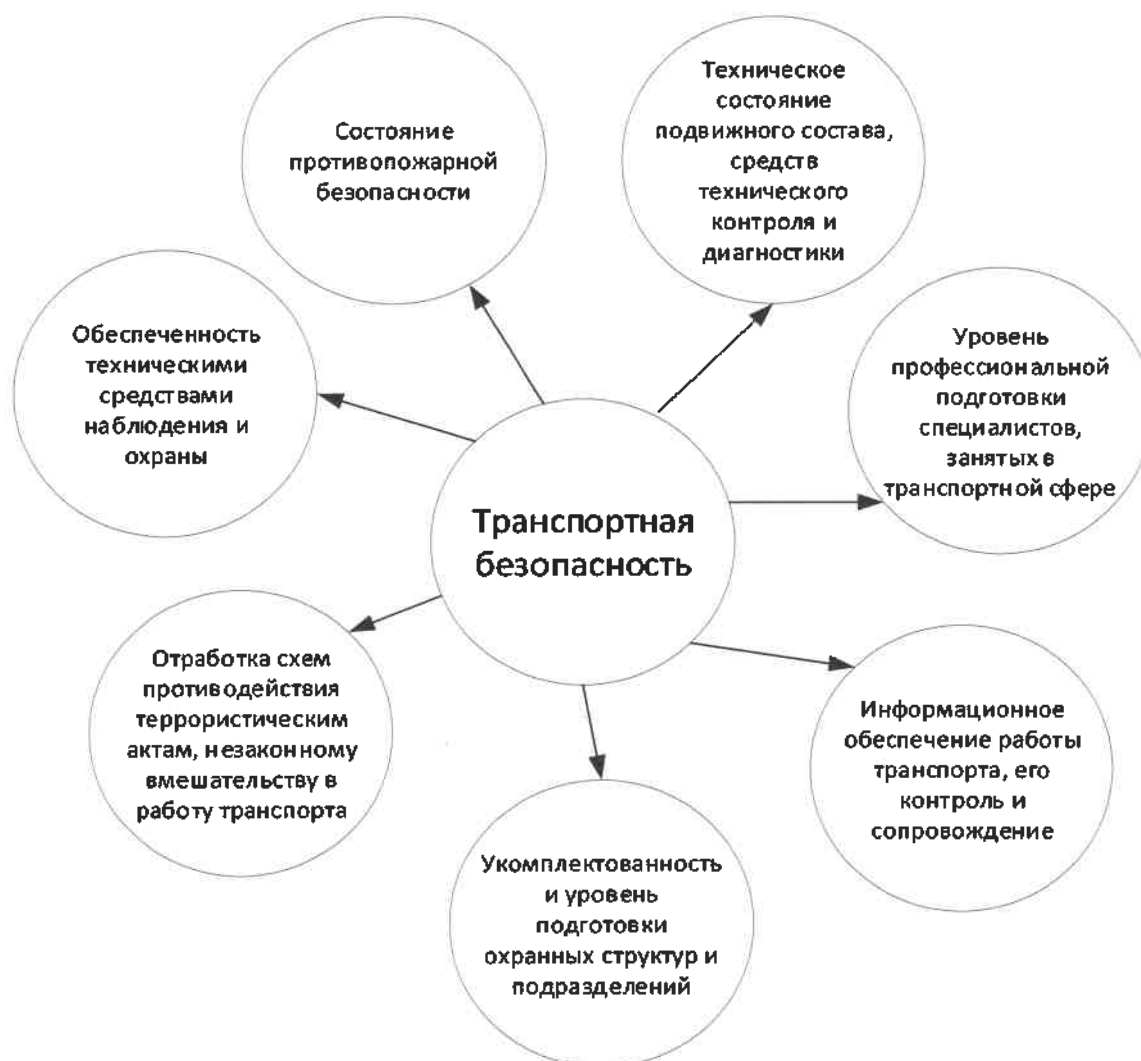 Техническое
состояние
подвижного состава,
средств
технического
контроля и
диагностики
Состояние
противопожарной
безопасности
Обеспеченность
техническими
средствами
наблюдения и
охраны
Уровень
профессиональной
подготовки
специалистов,
занятых в
транспортной сфере
Транспортная
безопасность
Отработка схем
противодействия
террористическим
актам, незаконному
вмешательству в
работу транспорта
Информационное
обеспечение работы
транспорта, его
контроль и
сопровождение
Укомплектованность
и уровень
подготовки
охранных структур и
подразделений